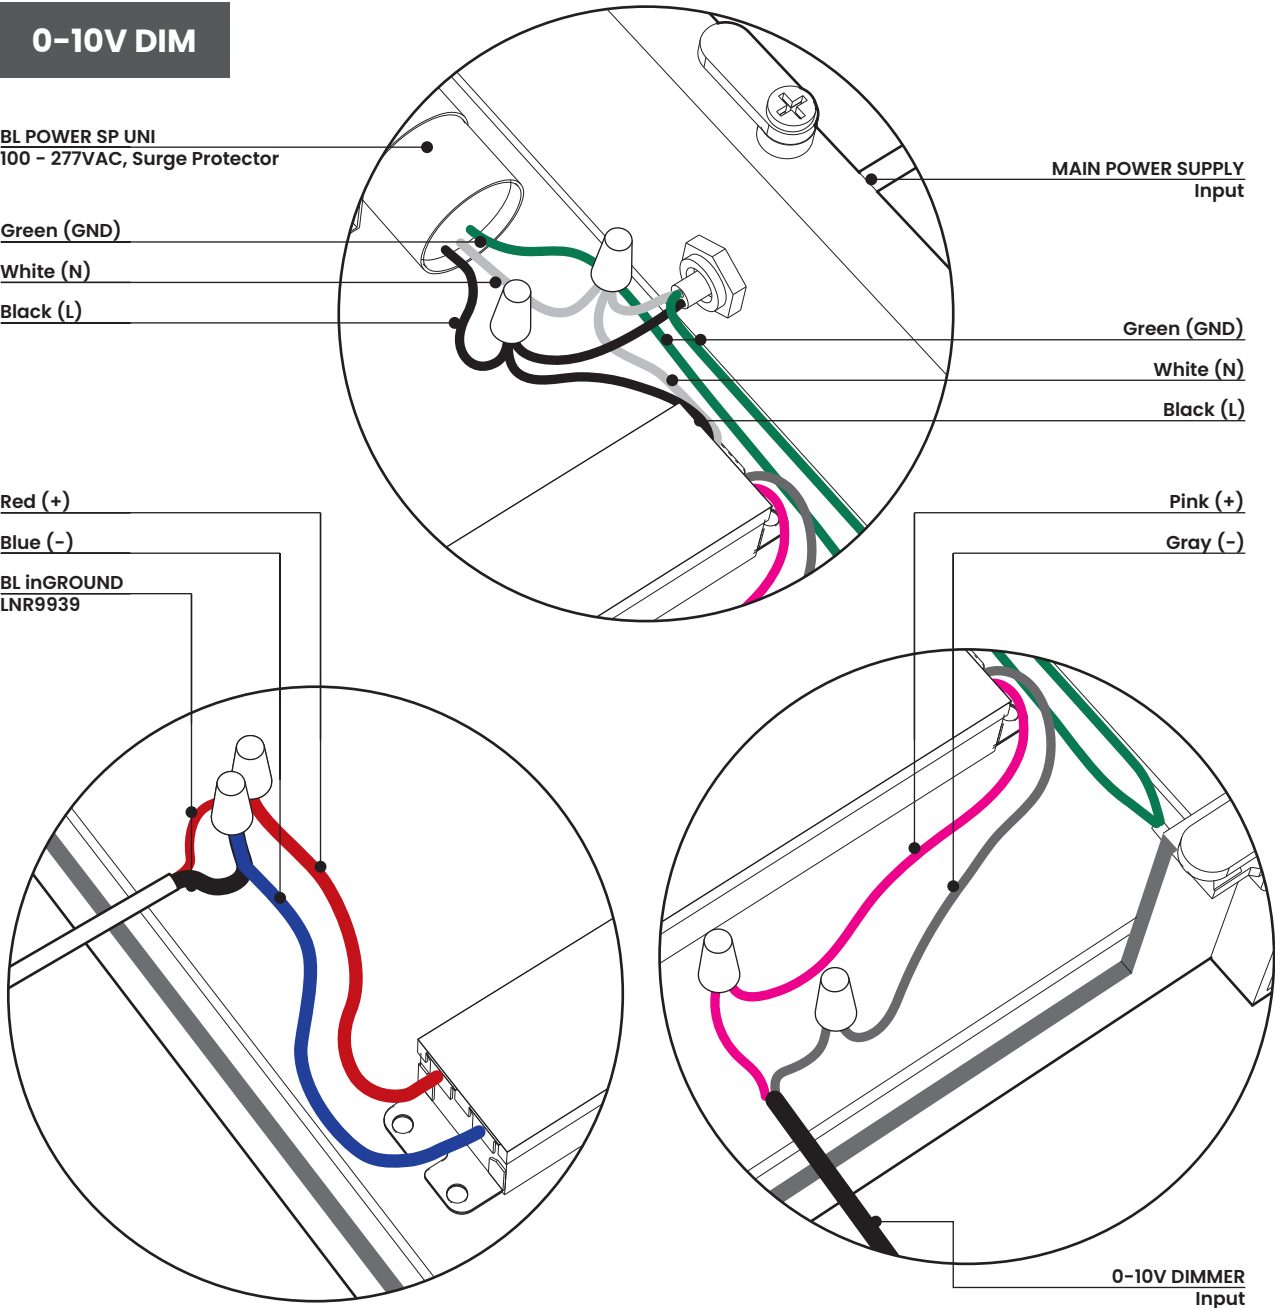 0-10V DIM
BL POWER SP UNI
100 - 277VAC, Surge Protector
MAIN POWER SUPPLY
Input
Green (GND)
White (N)
Black (L)
Green (GND)
White (N)
Black (L)
Red (+)
Blue (-)
BL inGROUND
LNR9939
Pink (+)
Gray (-)
0-10V DIMMER
Input